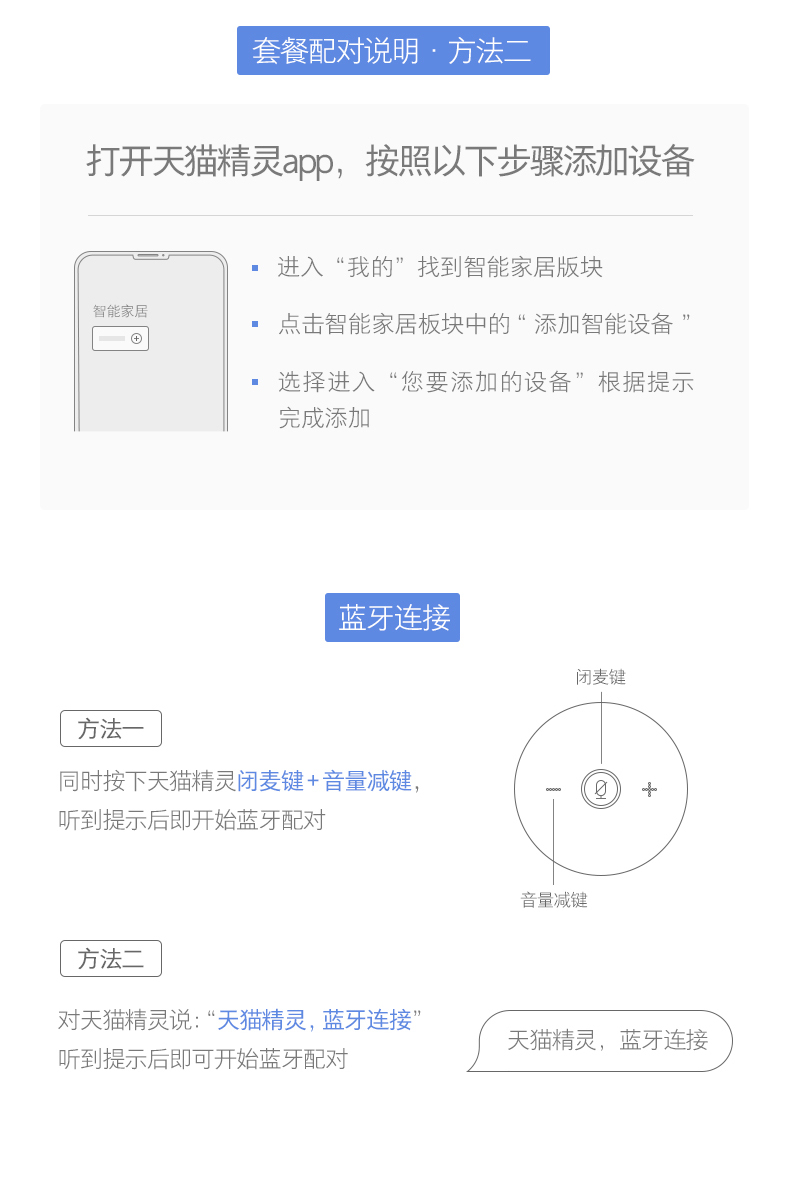 套餐配对说明 · 方法二
打开天猫精灵app，按照以下步骤添加设备
智能家居
进入“我的”找到智能家居版块
点击智能家居板块中的“添加智能设备”
选择进入“您要添加的设备”根据提示
完成添加
蓝牙连接
闭麦键
方法一
同时按下天猫精灵闭麦键+音量减键，
听到提示后即开始蓝牙配对
音量减键
方法二
对天猫精灵说：“天猫精灵，蓝牙连接”
听到提示后即可开始蓝牙配对
天猫精灵，蓝牙连接